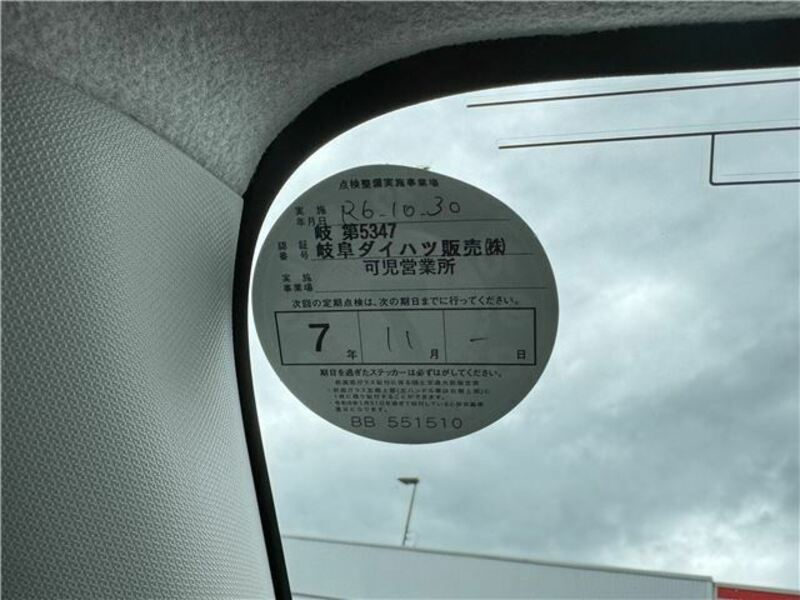 点検整備実施事業場
実施年月日 R6-10-30
岐 第5347
認証番号 岐阜ダイハツ販売㈱
可児営業所
実施事業場
次回の定期点検は、次の期日までに行ってください。
7年 11月 -日
期日を過ぎたステッカーは必ずはがしてください。
BB 551510